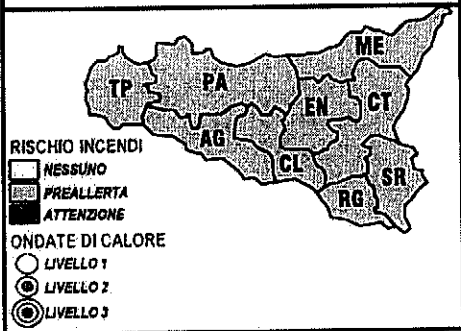 ME
TP
PA
EN
CT
AG
CL
SR
RG
RISCHIO INCENDI
NESSUNO
PREALLERTA
ATTENZIONE
ONDATE DI CALORE
LIVELLO 1
LIVELLO 2
LIVELLO 3